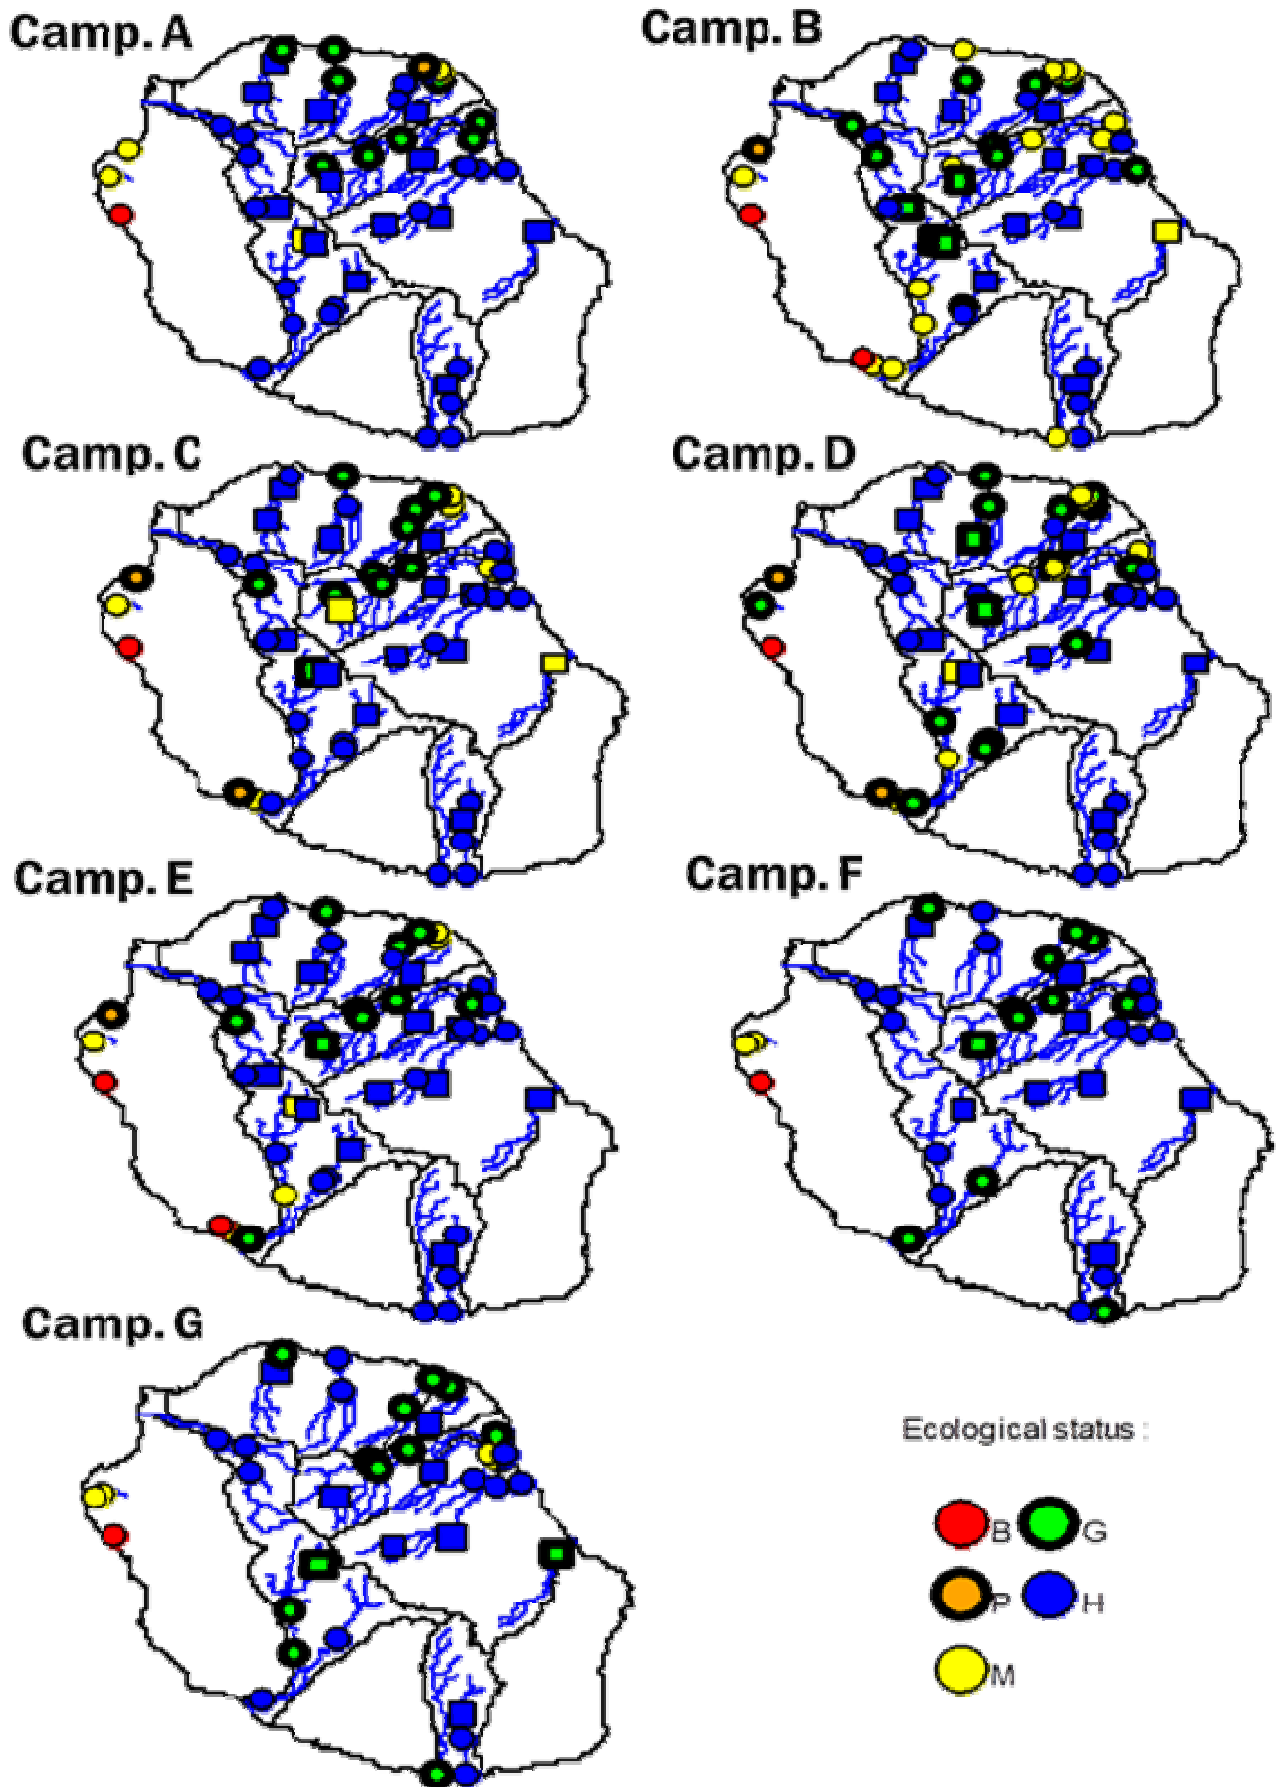 Camp. A
Camp. B
Camp. C
Camp. D
Camp. E
Camp. F
Camp. G
Ecological status :
B G
P H
M